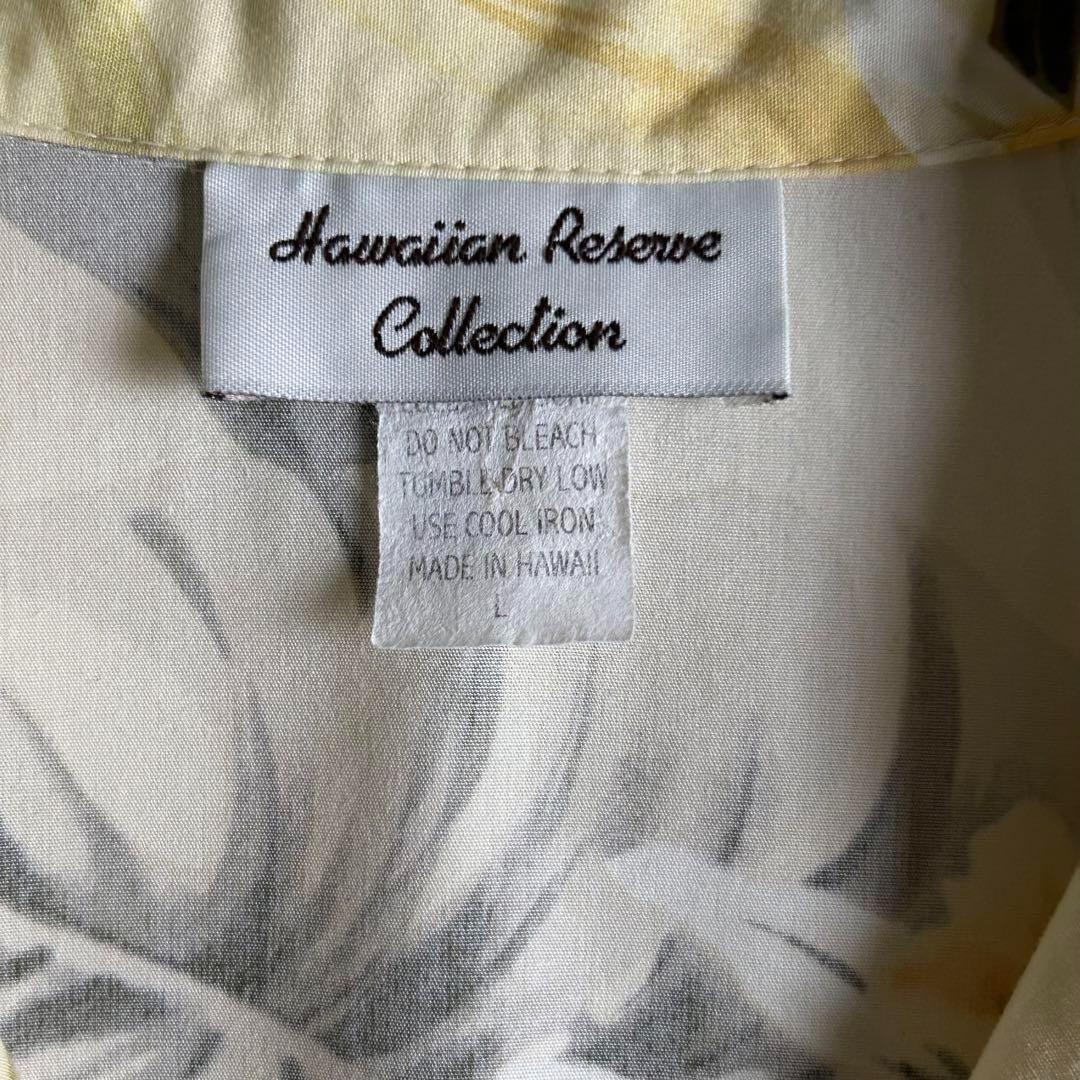 Hawaiian Reserve
Collection
DO NOT BLEACH
TUMBLE DRY LOW
USE COOL IRON
MADE IN HAWAII
L